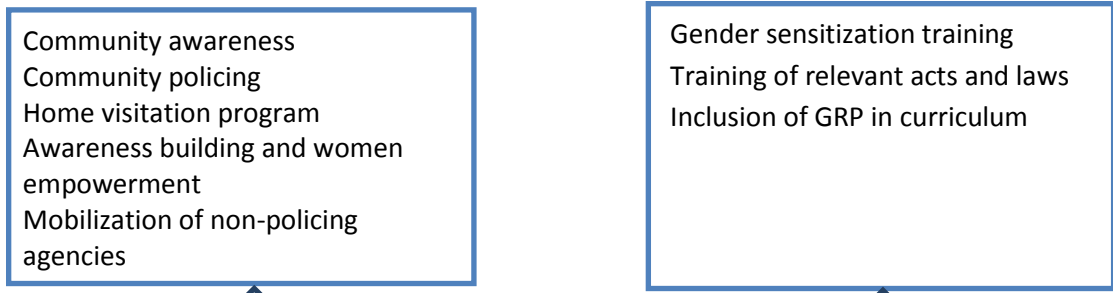 Community awareness
Community policing
Home visitation program
Awareness building and women
empowerment
Mobilization of non-policing
agencies
Gender sensitization training
Training of relevant acts and laws
Inclusion of GRP in curriculum